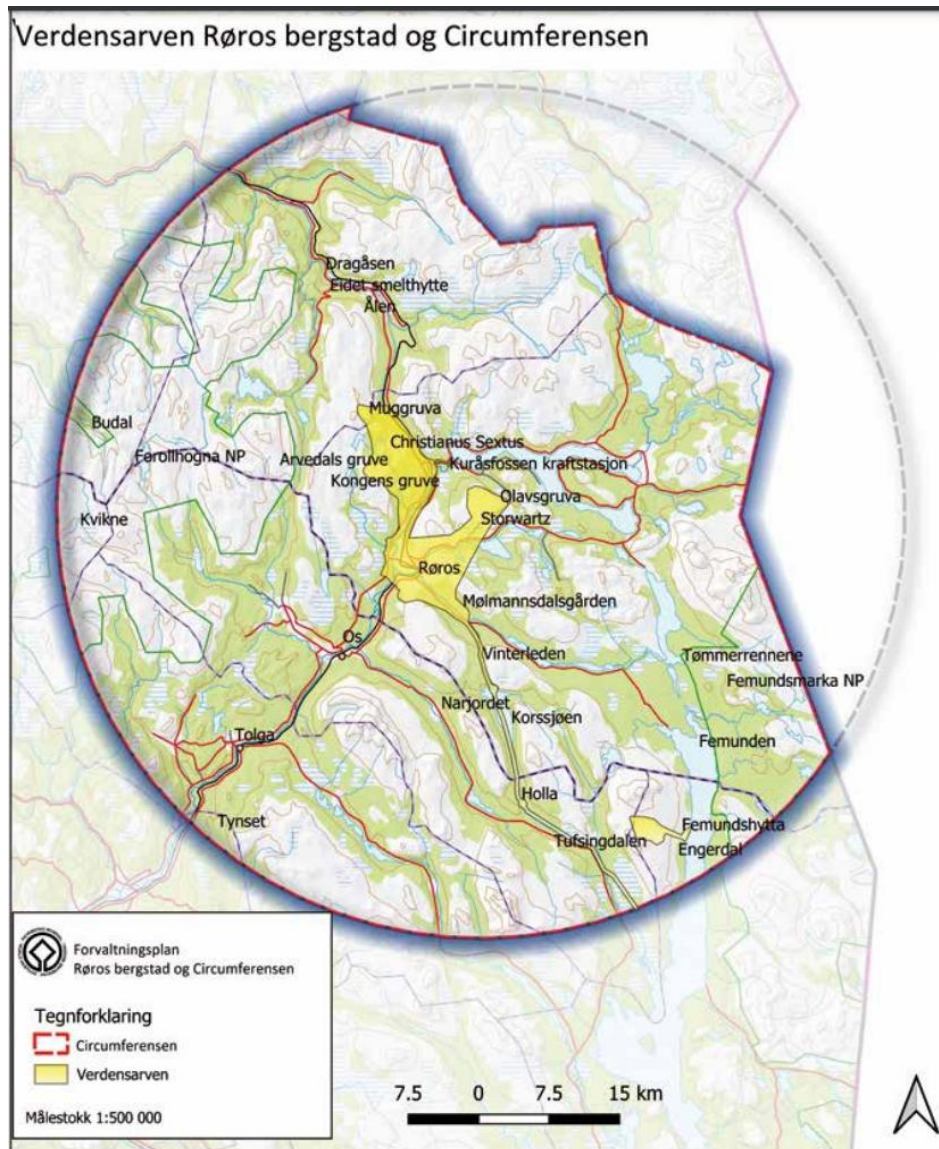 Verdensarven Røros bergstad og Circumferensen
Dragåsen
Eidet smelthytte
Ålen
Muggruva
Budal
Christianus Sextus
Forollhogna NP
Arvedals gruve
Kuråsfossen kraftstasjon
Kongens gruve
Olavsgruva
Kvikne
Storwartz
Røros
Mølmannsdalsgården
Os
Vinterleden
Tømmerrennene
Femundsmarka NP
Narjordet
Korssjøen
Tolga
Femunden
Holla
Tynset
Femundshytta
Tufsingdalen
Engerdal
Forvaltningsplan
Røros bergstad og Circumferensen
Tegnforklaring
Circumferensen
Verdensarven
Målestokk 1:500 000
7.5 0 7.5 15 km